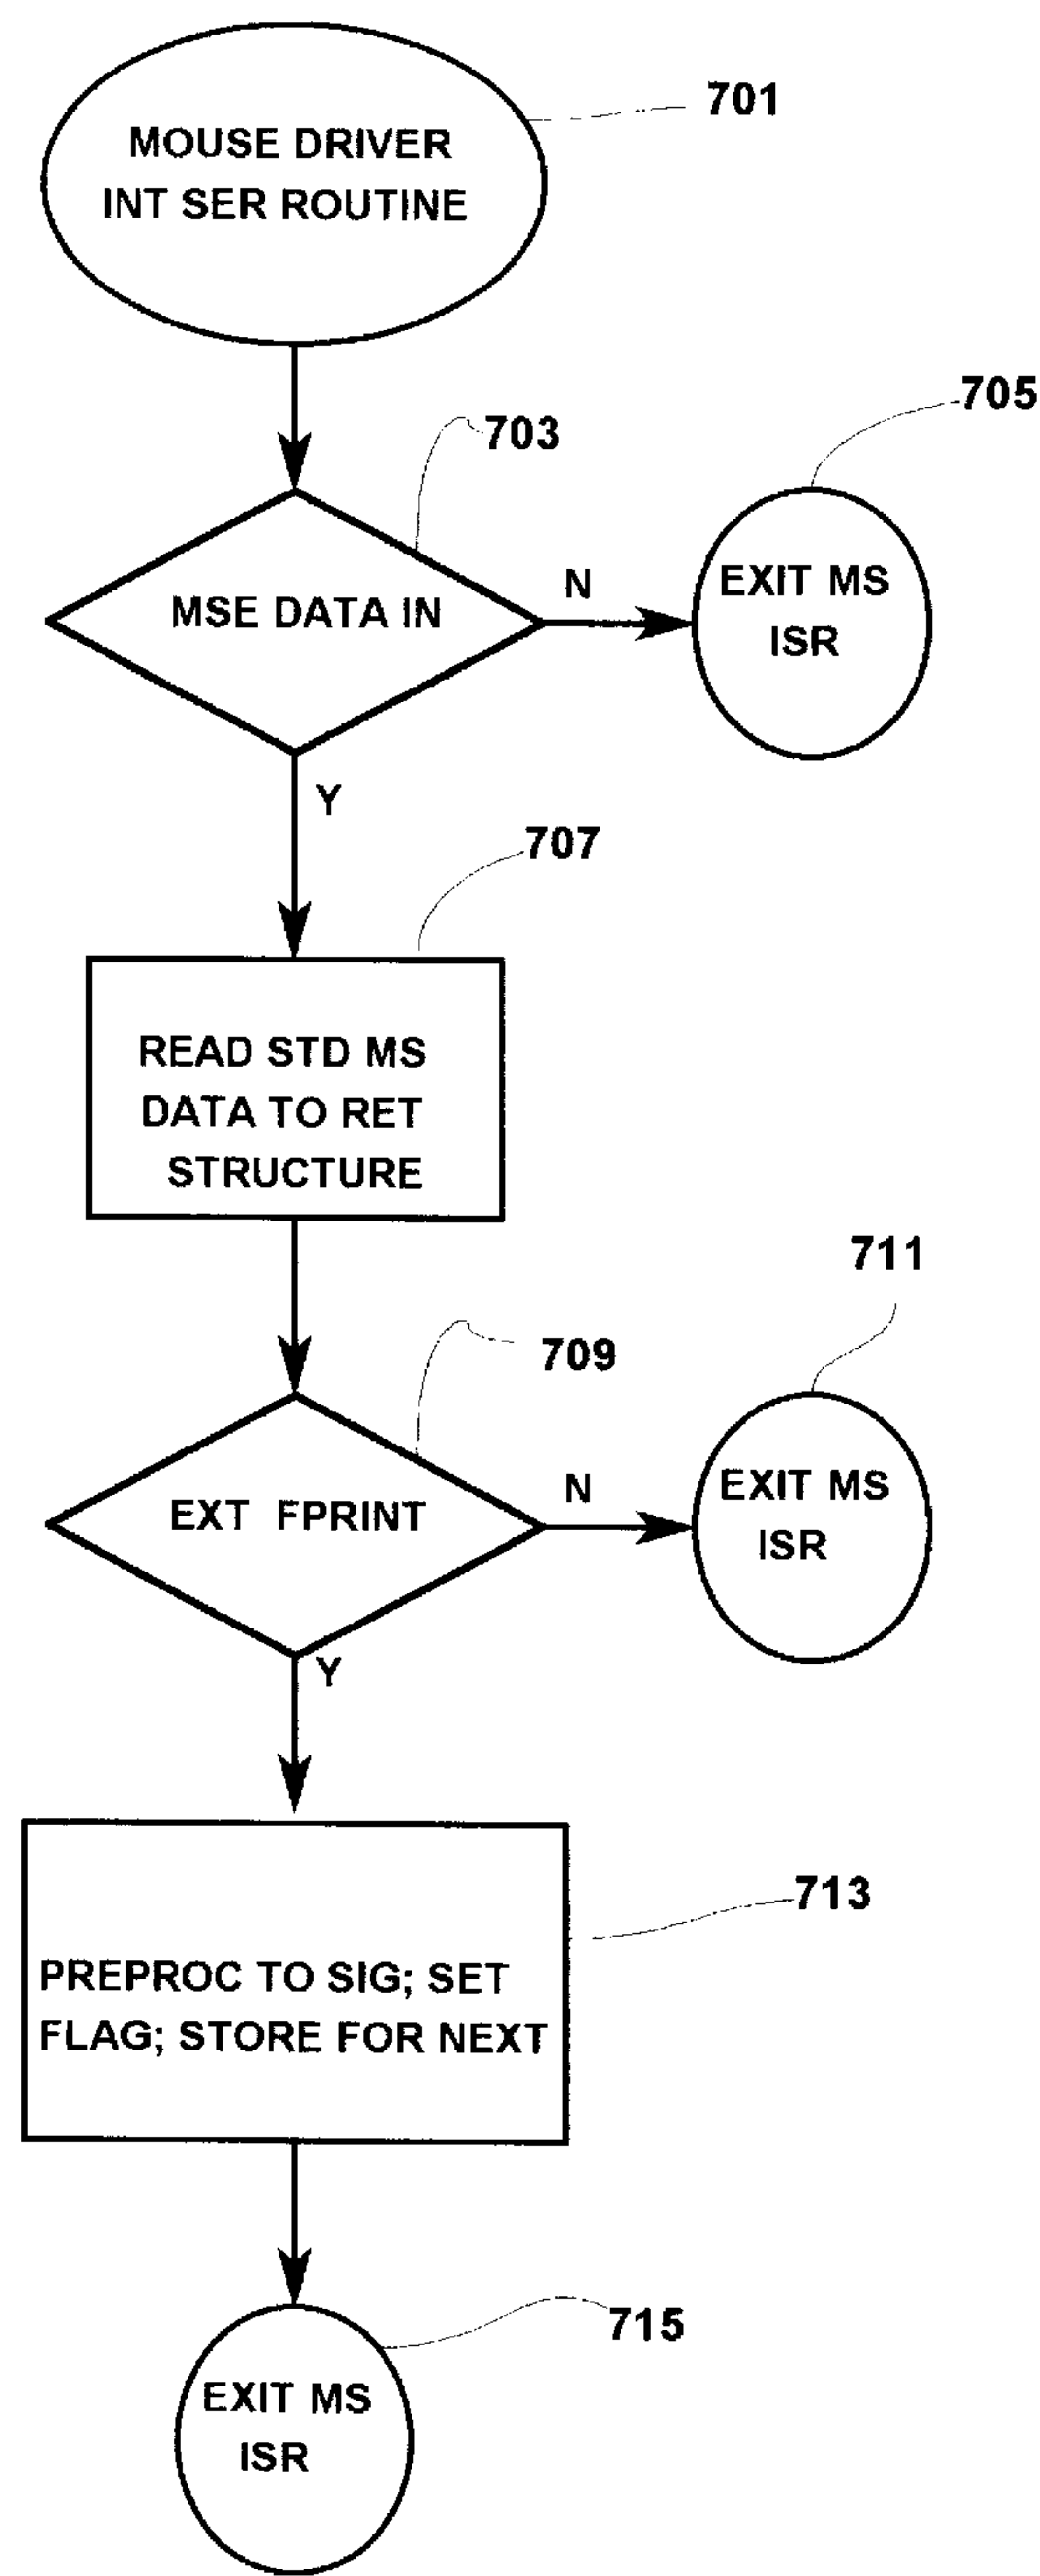 701
MOUSE DRIVER
INT SER ROUTINE
705
703
MSE DATA IN
N
EXIT MS
ISR
Y
707
READ STD MS
DATA TO RET
STRUCTURE
711
709
EXT FPRINT
N
EXIT MS
ISR
Y
713
PREPROC TO SIG; SET
FLAG; STORE FOR NEXT
715
EXIT MS
ISR